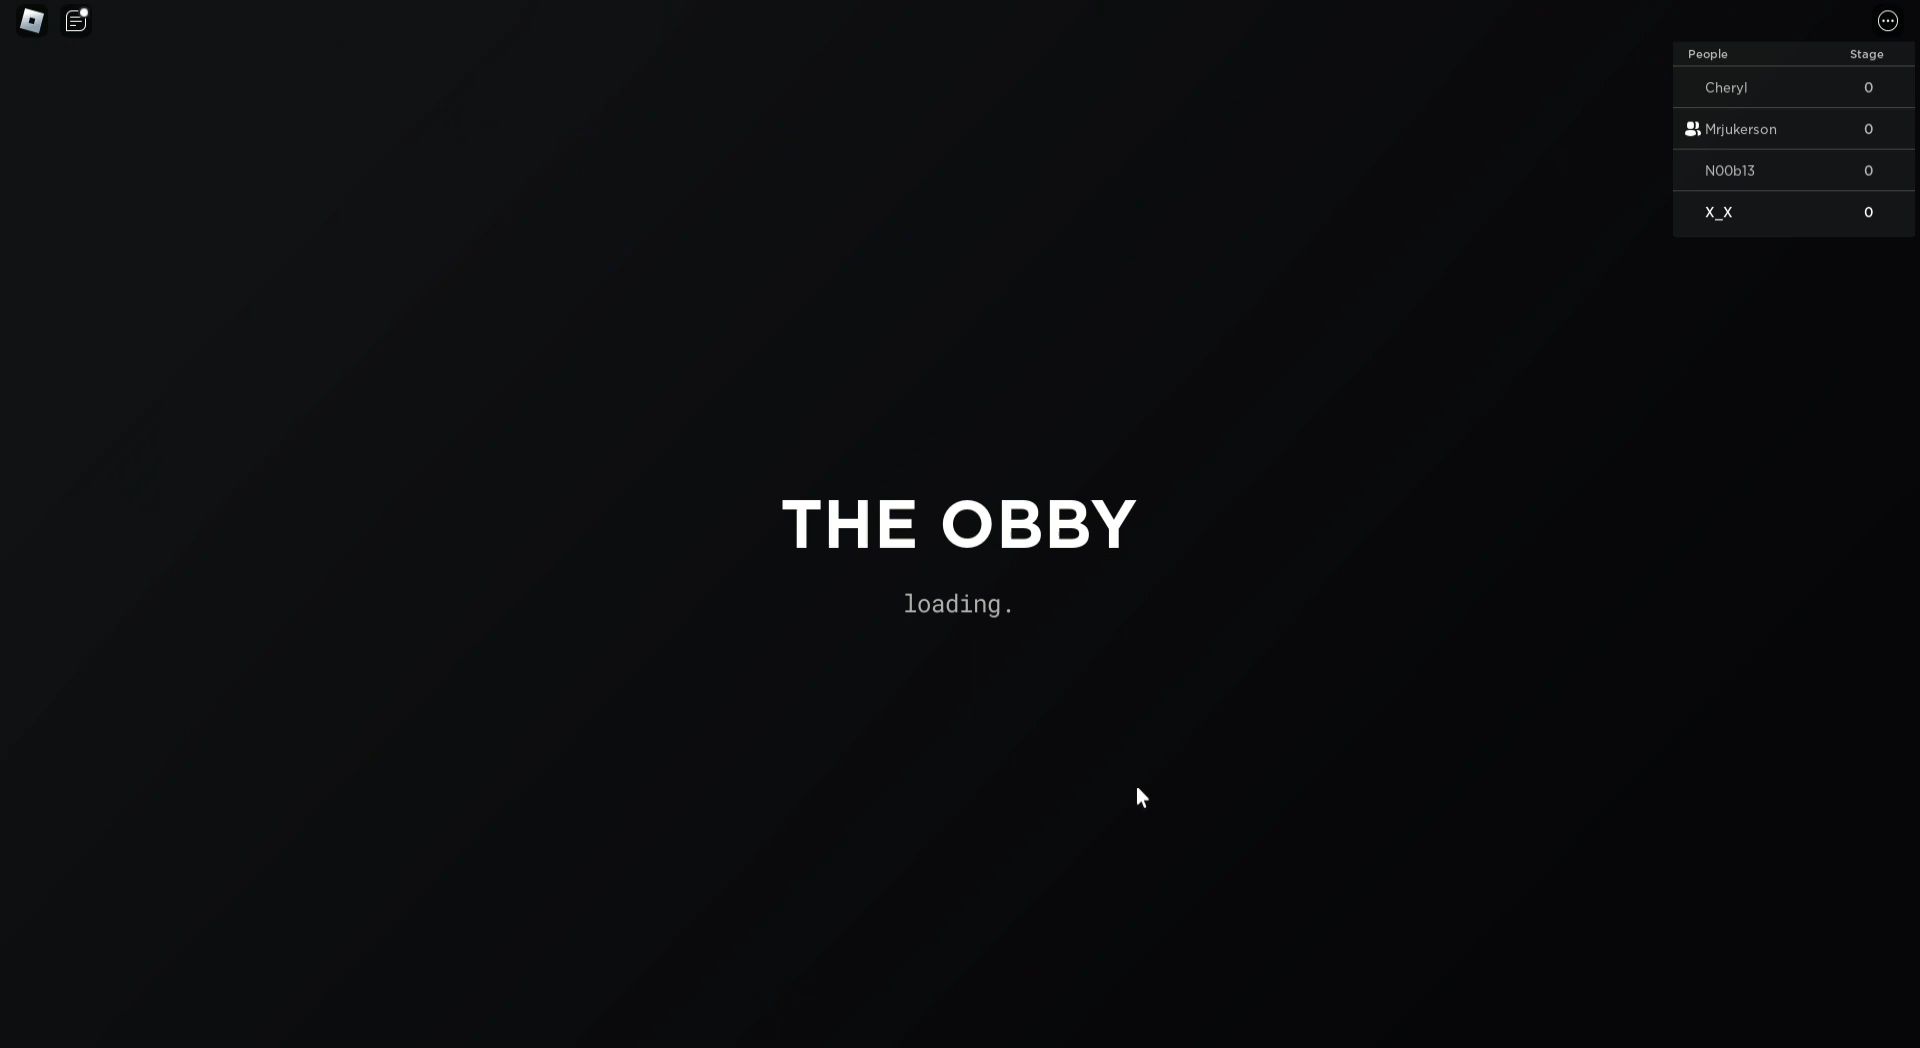 People Stage
Cheryl 0
Mrjukerson 0
N00b13 0
X_X 0
THE OBBY
loading.